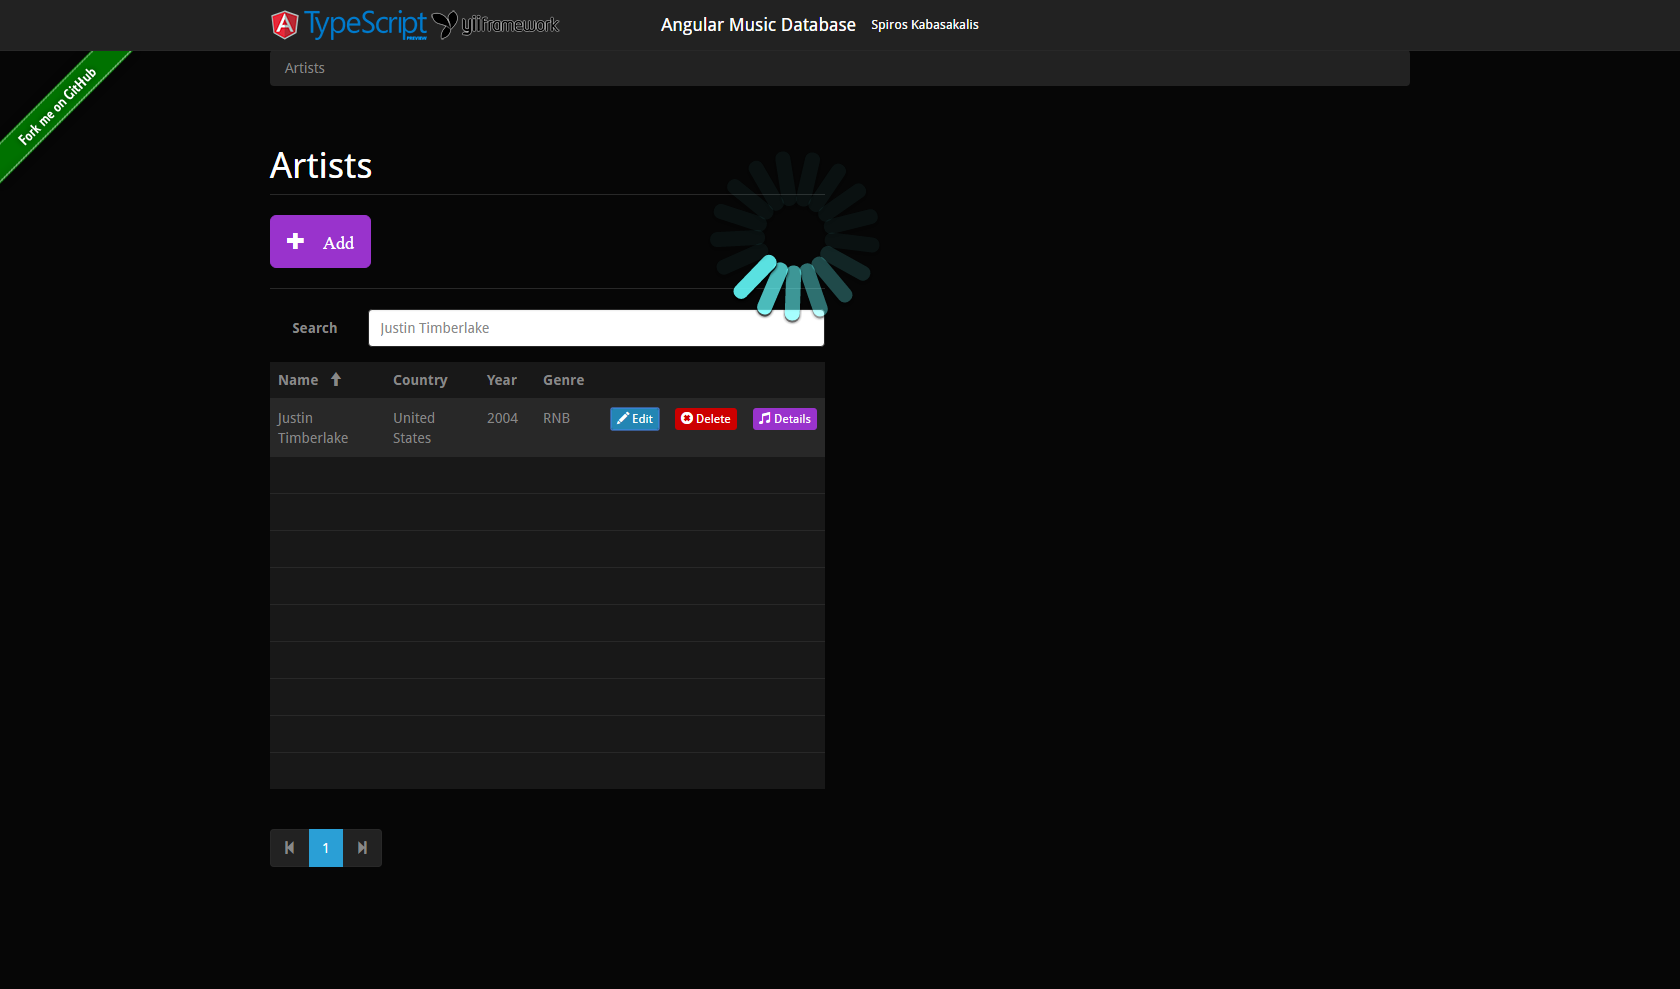 TypeScript
PREVIEW
yiiframework
Angular Music Database
Spiros Kabasakalis
Fork me on GitHub
Artists
Artists
Add
Search
Justin Timberlake
Name Country Year Genre
Justin Timberlake
United States
2004
RNB
Edit
Delete
Details
1